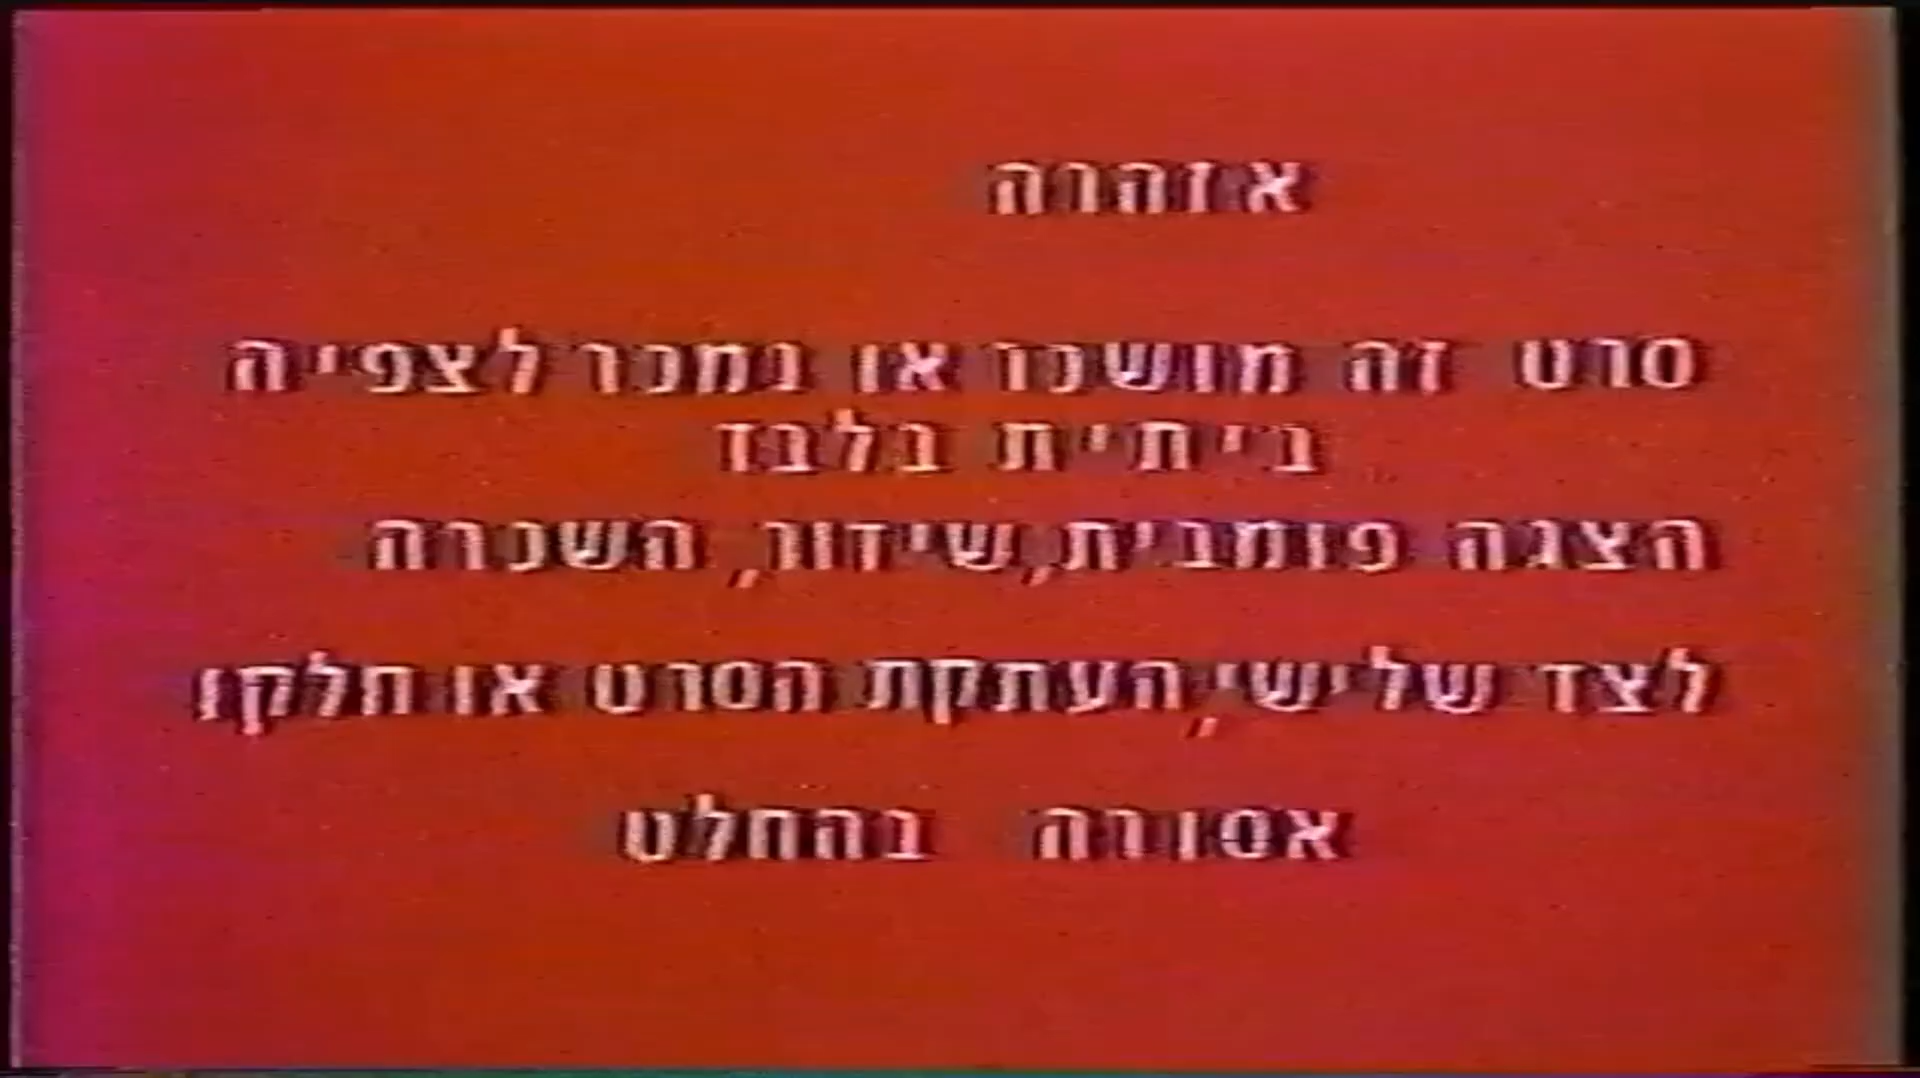 אזהרה
סרט זה מושכר או נמכר לצפייה
ביתית בלבד
הצגה פומבית,שידור, השכרה
לצד שלישי,העתקת הסרט או חלקו
אסורה בהחלט